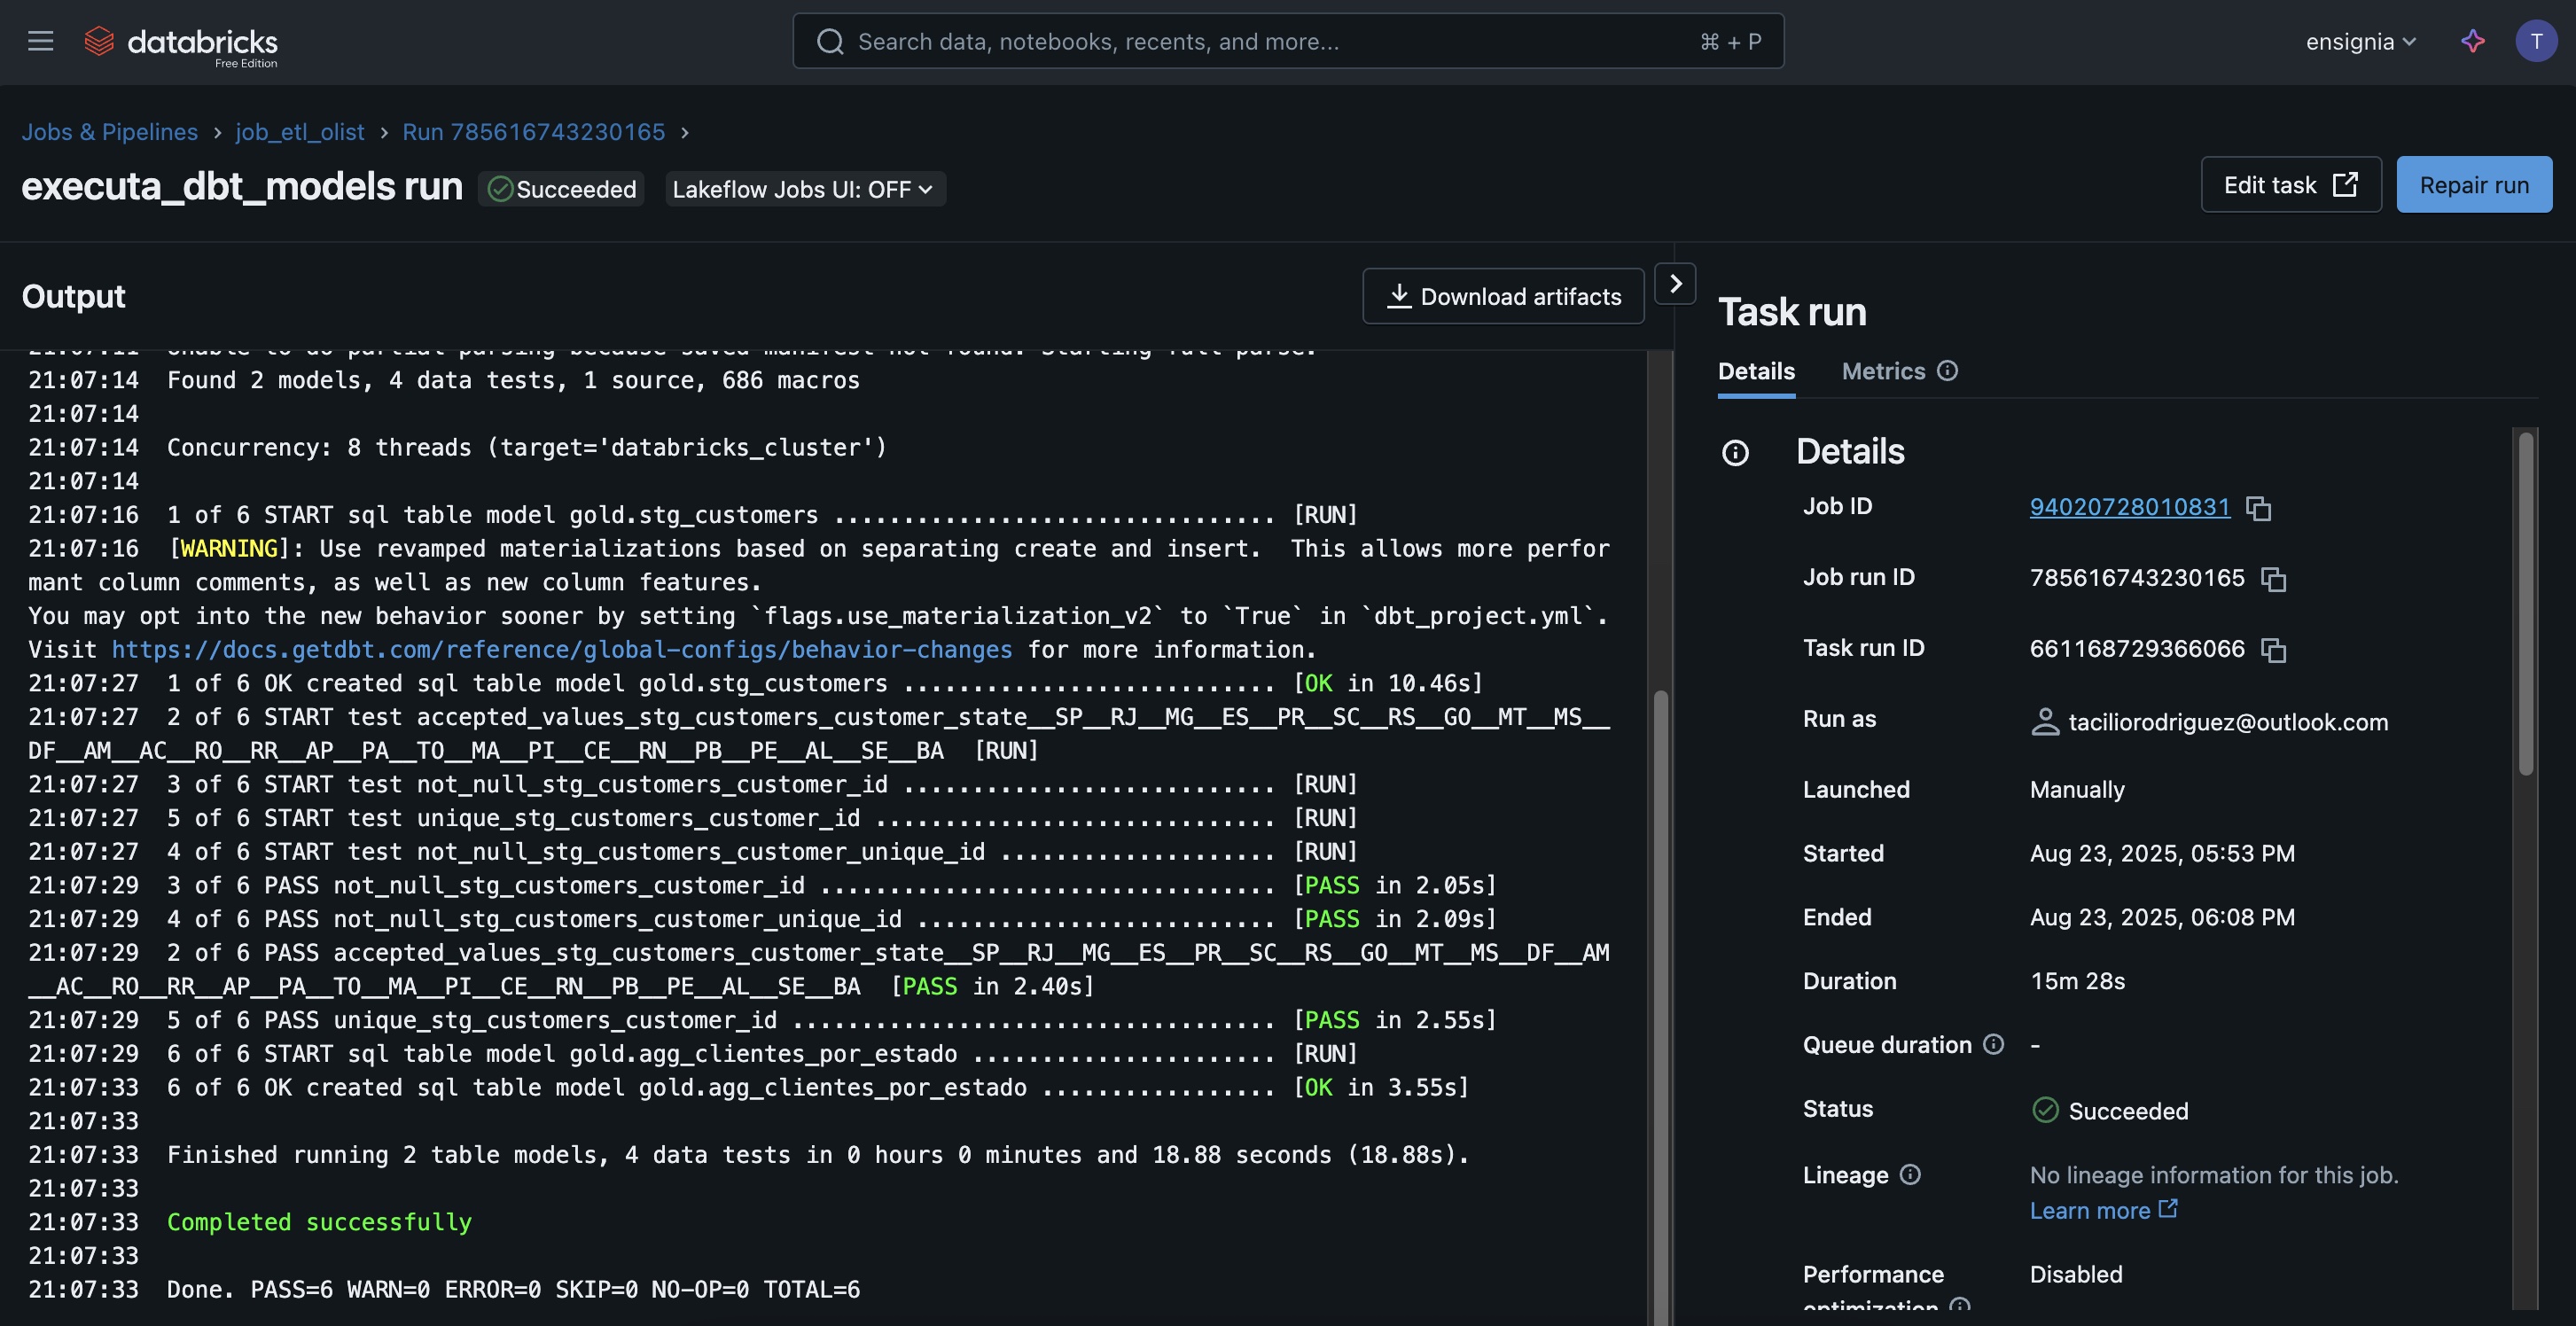 databricks
Free Edition
Search data, notebooks, recents, and more...
⌘ + P
ensignia
T
Jobs & Pipelines › job_etl_olist › Run 785616743230165 ›
executa_dbt_models run
Succeeded
Lakeflow Jobs UI: OFF
Edit task
Repair run
Output
Download artifacts
21:07:11  Unable to do partial parsing because saved manifest not found. Starting full parse.
21:07:14  Found 2 models, 4 data tests, 1 source, 686 macros
21:07:14
21:07:14  Concurrency: 8 threads (target='databricks_cluster')
21:07:14
21:07:16  1 of 6 START sql table model gold.stg_customers ................................ [RUN]
21:07:16  [WARNING]: Use revamped materializations based on separating create and insert.  This allows more perfor
mant column comments, as well as new column features.
You may opt into the new behavior sooner by setting `flags.use_materialization_v2` to `True` in `dbt_project.yml`.
Visit https://docs.getdbt.com/reference/global-configs/behavior-changes for more information.
21:07:27  1 of 6 OK created sql table model gold.stg_customers ........................... [OK in 10.46s]
21:07:27  2 of 6 START test accepted_values_stg_customers_customer_state__SP__RJ__MG__ES__PR__SC__RS__GO__MT__MS__
DF__AM__AC__RO__RR__AP__PA__TO__MA__PI__CE__RN__PB__PE__AL__SE__BA  [RUN]
21:07:27  3 of 6 START test not_null_stg_customers_customer_id ........................... [RUN]
21:07:27  5 of 6 START test unique_stg_customers_customer_id ............................. [RUN]
21:07:27  4 of 6 START test not_null_stg_customers_customer_unique_id .................... [RUN]
21:07:29  3 of 6 PASS not_null_stg_customers_customer_id ................................. [PASS in 2.05s]
21:07:29  4 of 6 PASS not_null_stg_customers_customer_unique_id .......................... [PASS in 2.09s]
21:07:29  2 of 6 PASS accepted_values_stg_customers_customer_state__SP__RJ__MG__ES__PR__SC__RS__GO__MT__MS__DF__AM
__AC__RO__RR__AP__PA__TO__MA__PI__CE__RN__PB__PE__AL__SE__BA  [PASS in 2.40s]
21:07:29  5 of 6 PASS unique_stg_customers_customer_id ................................... [PASS in 2.55s]
21:07:29  6 of 6 START sql table model gold.agg_clientes_por_estado ...................... [RUN]
21:07:33  6 of 6 OK created sql table model gold.agg_clientes_por_estado ................. [OK in 3.55s]
21:07:33
21:07:33  Finished running 2 table models, 4 data tests in 0 hours 0 minutes and 18.88 seconds (18.88s).
21:07:33
21:07:33  Completed successfully
21:07:33
21:07:33  Done. PASS=6 WARN=0 ERROR=0 SKIP=0 NO-OP=0 TOTAL=6
Task run
Details
Metrics
Details
Job ID 94020728010831
Job run ID 785616743230165
Task run ID 661168729366066
Run as taciliorodriguez@outlook.com
Launched Manually
Started Aug 23, 2025, 05:53 PM
Ended Aug 23, 2025, 06:08 PM
Duration 15m 28s
Queue duration -
Status Succeeded
Lineage No lineage information for this job.
Learn more
Performance Disabled
optimization